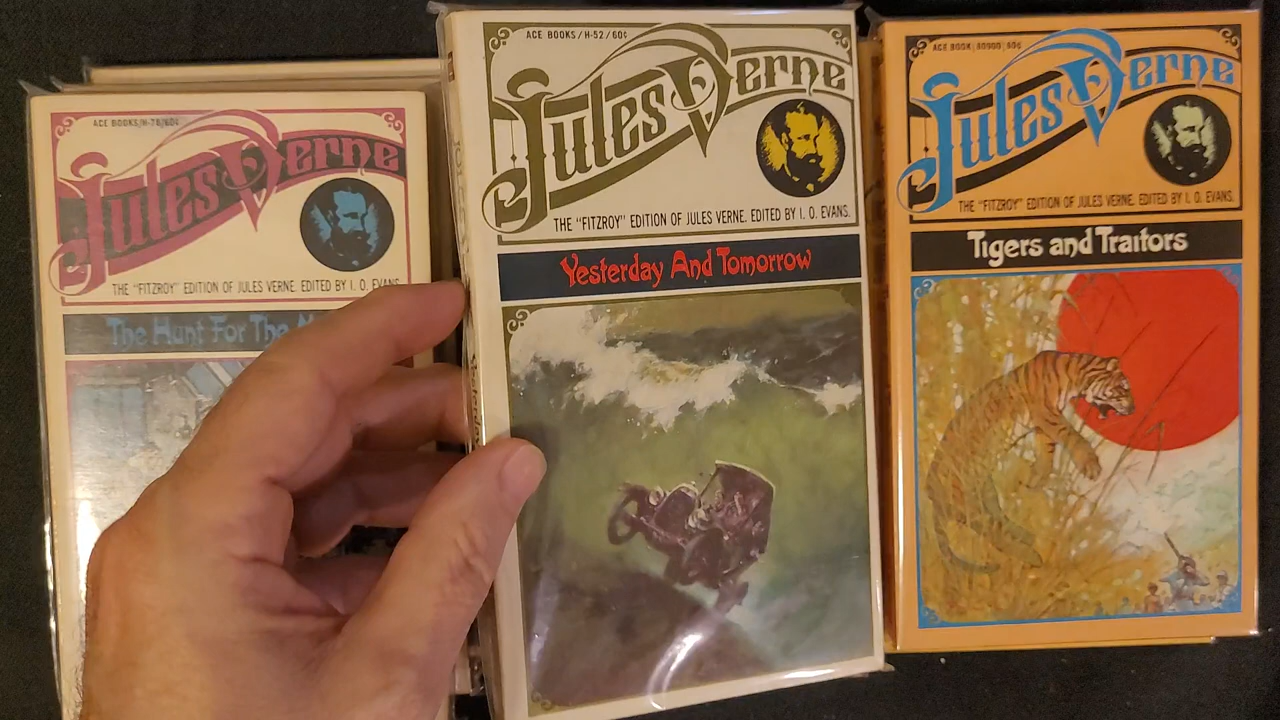 ACE BOOKS/H-78/60¢
Jules Verne
THE "FITZROY" EDITION OF JULES VERNE. EDITED BY I. O. EVANS
The Hunt For The
ACE BOOKS/H-52/60¢
Jules Verne
THE "FITZROY" EDITION OF JULES VERNE. EDITED BY I. O. EVANS.
Yesterday And Tomorrow
ACE BOOK|80900|60¢
Jules Verne
THE "FITZROY" EDITION OF JULES VERNE. EDITED BY I. O. EVANS.
Tigers and Traitors